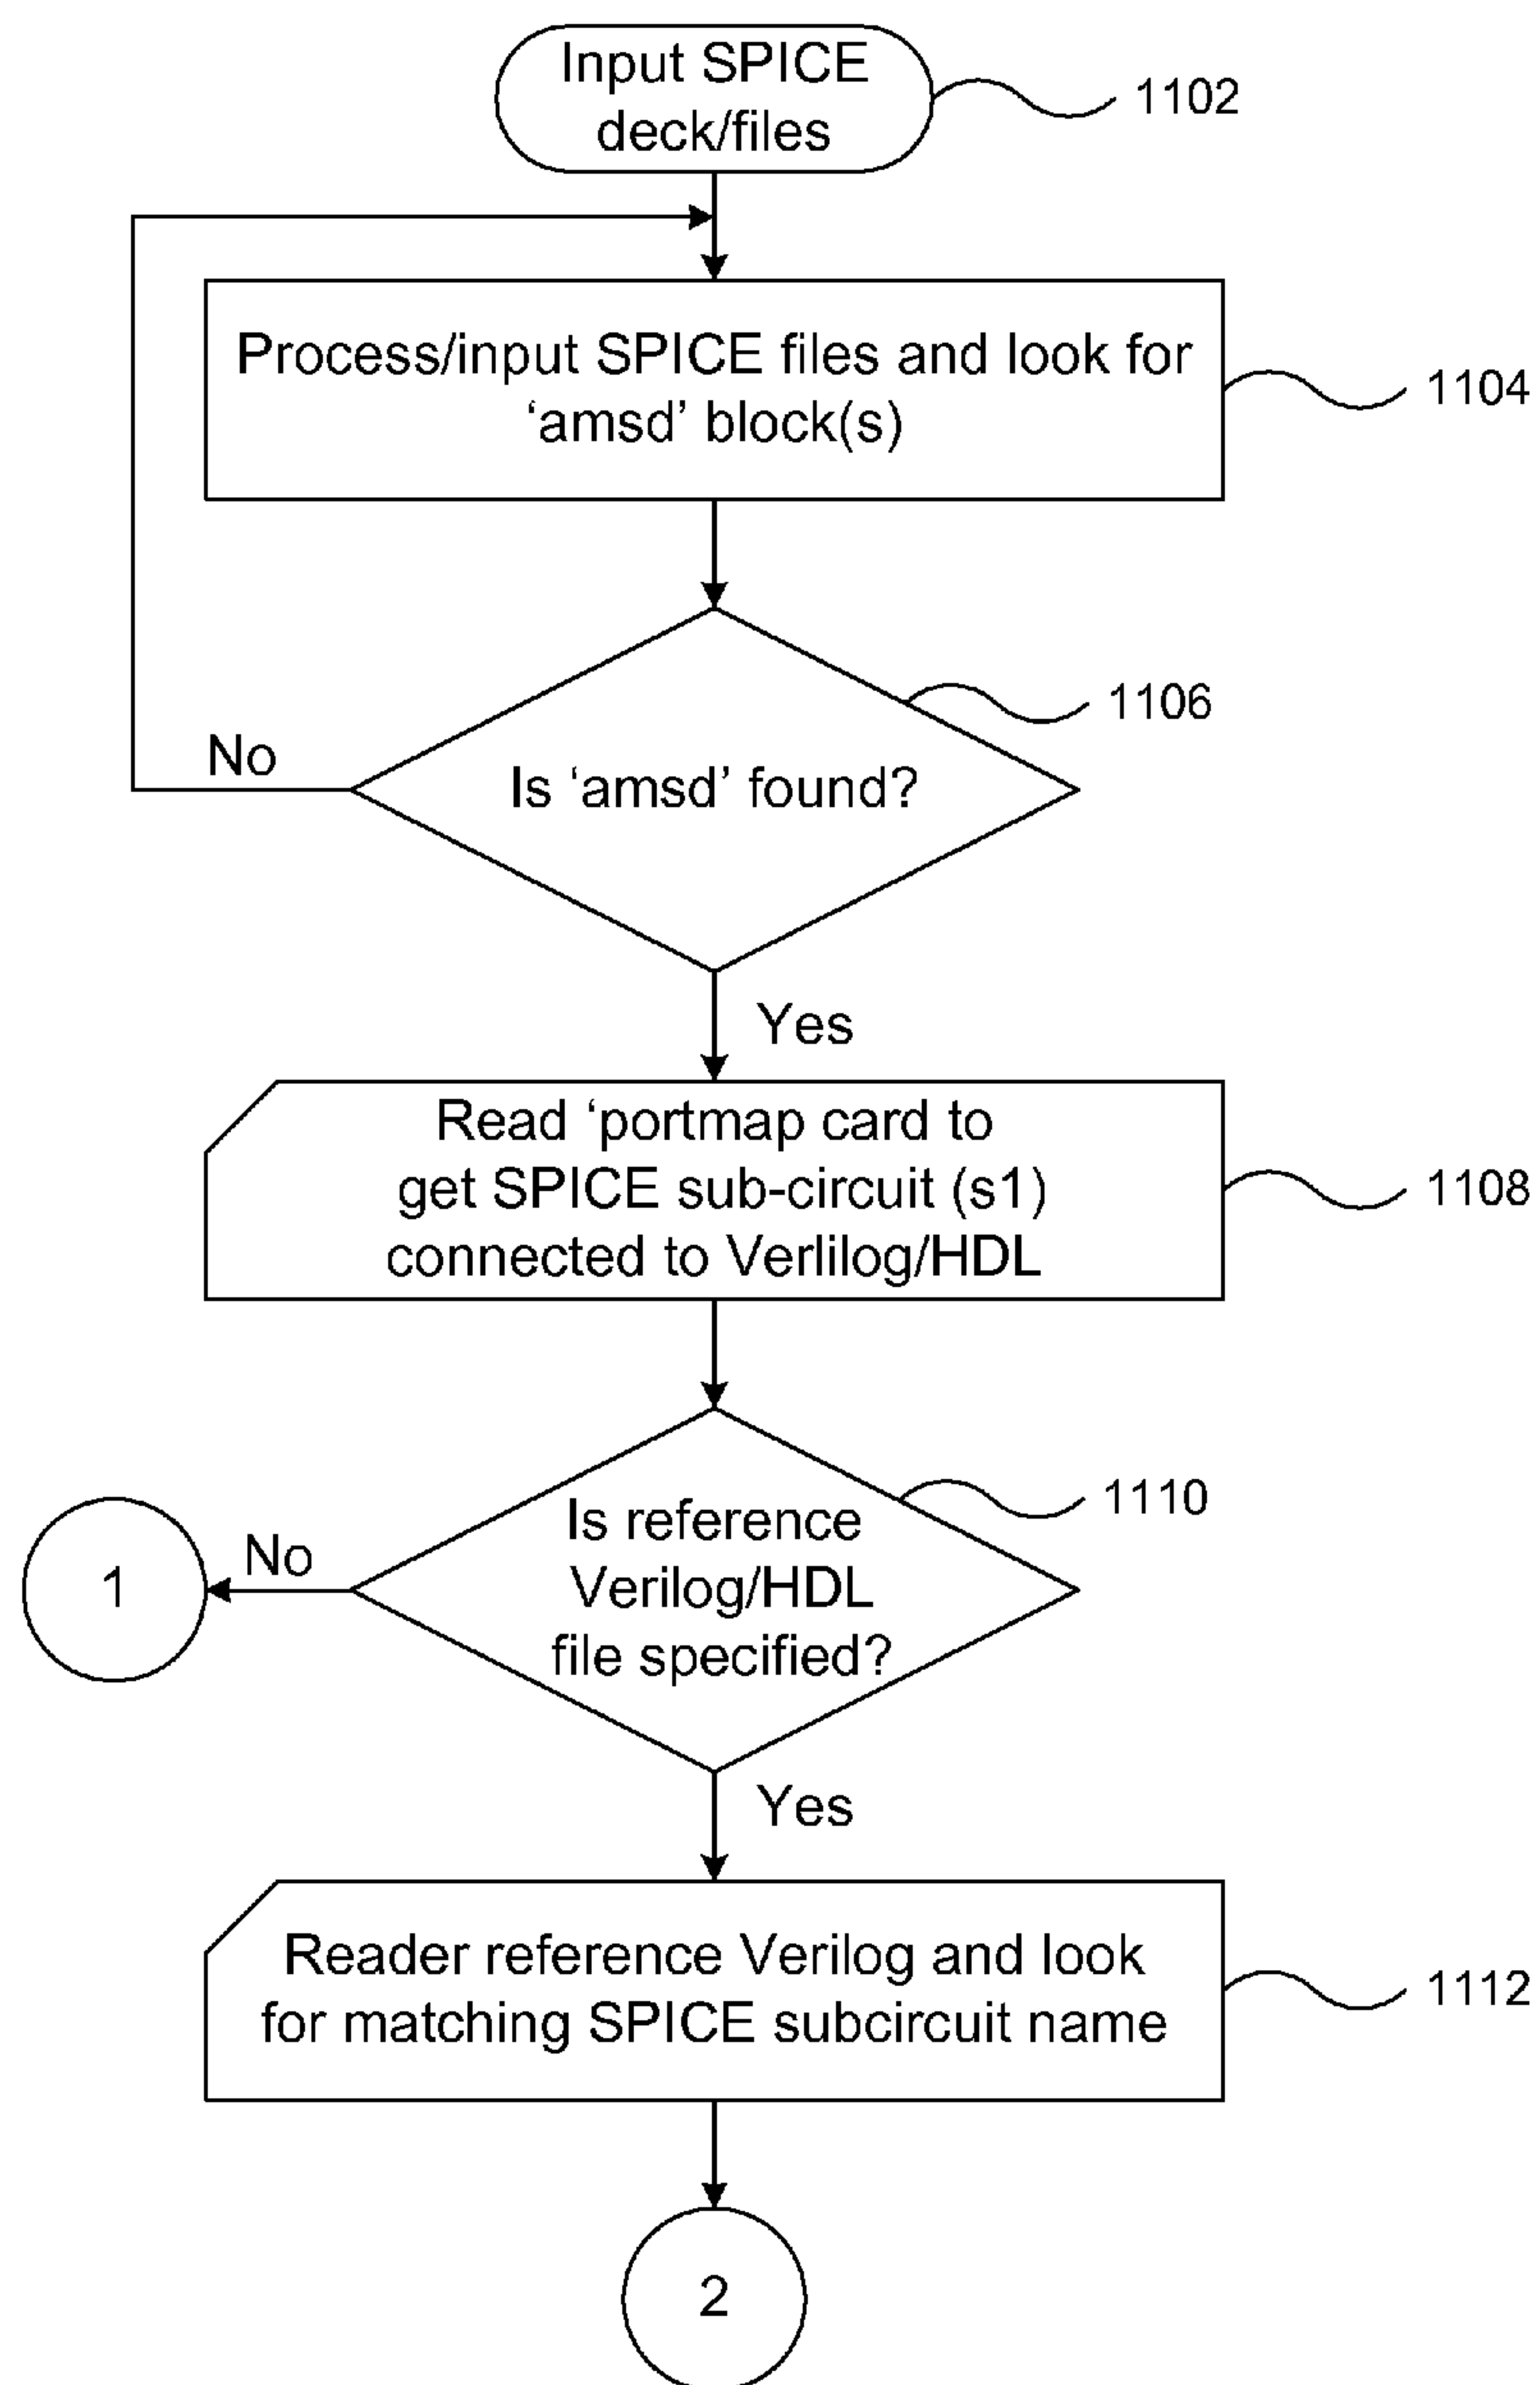 Input SPICE
deck/files
1102
Process/input SPICE files and look for
‘amsd’ block(s)
1104
1106
Is ‘amsd’ found?
No
Yes
Read ‘portmap card to
get SPICE sub-circuit (s1)
connected to Verlilog/HDL
1108
1110
Is reference
Verilog/HDL
file specified?
No
1
Yes
Reader reference Verilog and look
for matching SPICE subcircuit name
1112
2